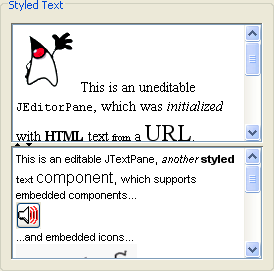 Styled Text
This is an uneditable
JEditorPane, which was initialized
with HTML text from a URL.
This is an editable JTextPane, another styled
text component, which supports
embedded components...
...and embedded icons...